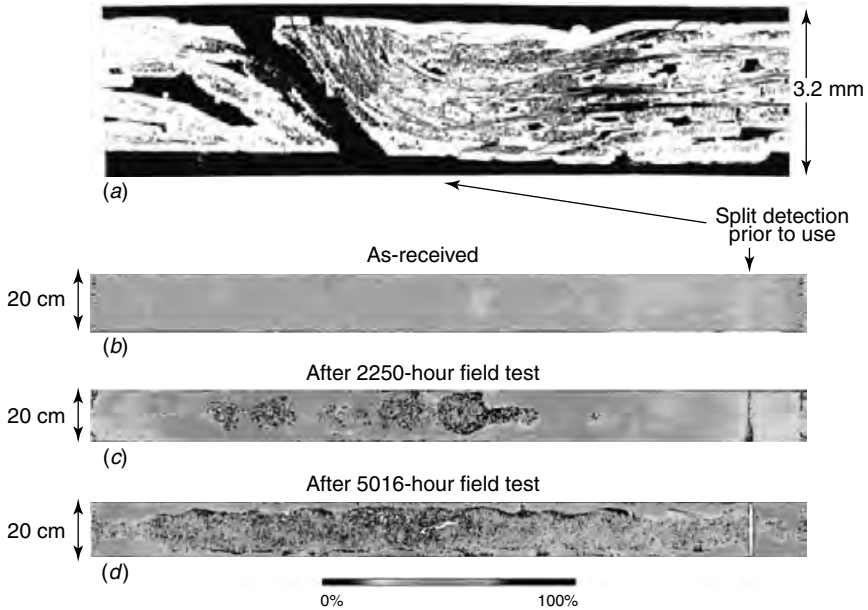 3.2 mm
(a)
Split detection
prior to use
As-received
20 cm
(b)
After 2250-hour field test
20 cm
(c)
After 5016-hour field test
20 cm
(d)
0%
100%